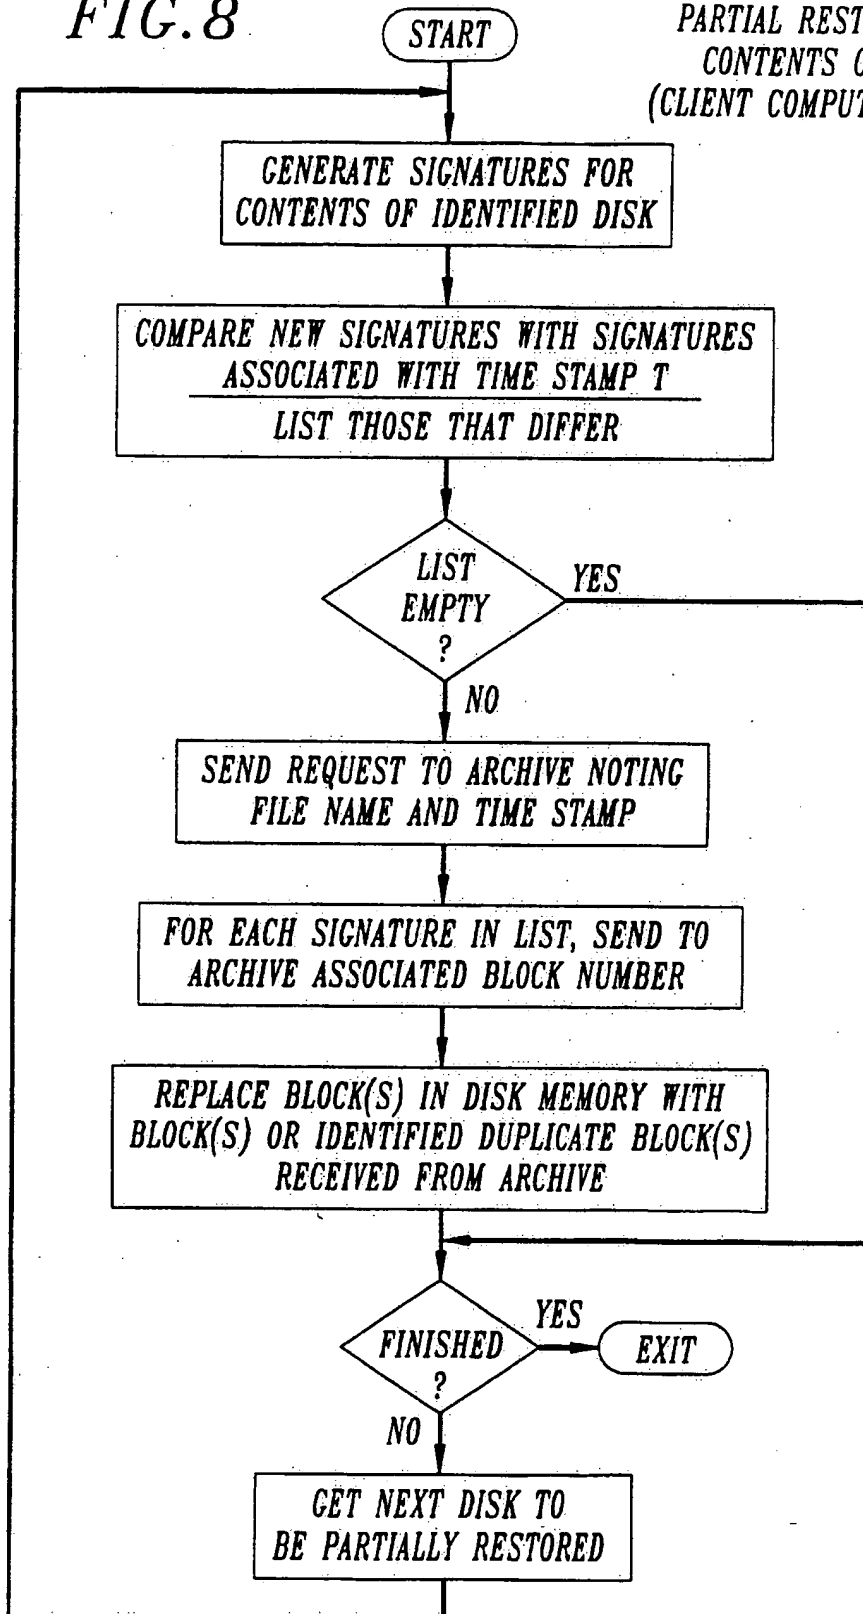 FIG. 8
START
PARTIAL REST
CONTENTS O
(CLIENT COMPUT
GENERATE SIGNATURES FOR
CONTENTS OF IDENTIFIED DISK
COMPARE NEW SIGNATURES WITH SIGNATURES
ASSOCIATED WITH TIME STAMP T
LIST THOSE THAT DIFFER
LIST
EMPTY
?
YES
NO
SEND REQUEST TO ARCHIVE NOTING
FILE NAME AND TIME STAMP
FOR EACH SIGNATURE IN LIST, SEND TO
ARCHIVE ASSOCIATED BLOCK NUMBER
REPLACE BLOCK(S) IN DISK MEMORY WITH
BLOCK(S) OR IDENTIFIED DUPLICATE BLOCK(S)
RECEIVED FROM ARCHIVE
FINISHED
?
YES
EXIT
NO
GET NEXT DISK TO
BE PARTIALLY RESTORED